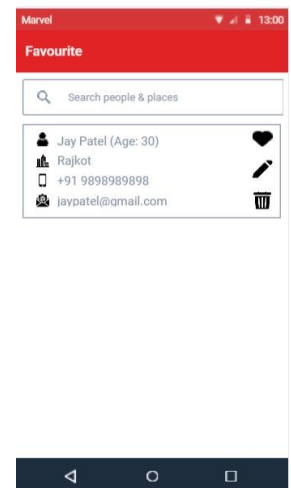 Marvel 13:00
Favourite
Search people & places
Jay Patel (Age: 30)
Rajkot
+91 9898989898
jaypatel@gmail.com